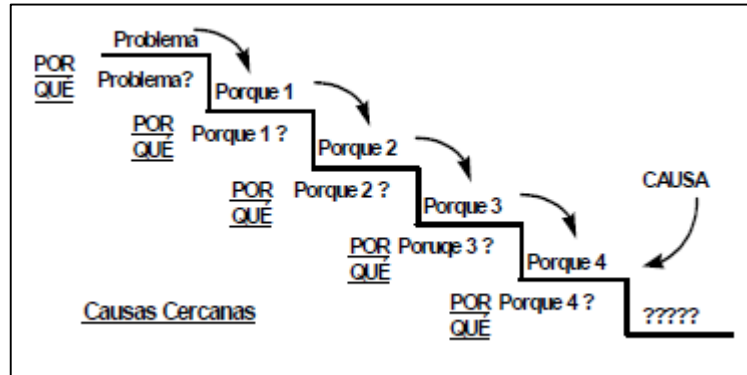 Problema
POR
QUÉ
Problema?
Porque 1
POR
QUÉ
Porque 1 ?
Porque 2
POR
QUÉ
Porque 2 ?
Porque 3
POR
QUÉ
Poruqe 3 ?
Porque 4
POR
QUÉ
Porque 4 ?
CAUSA
?????
Causas Cercanas